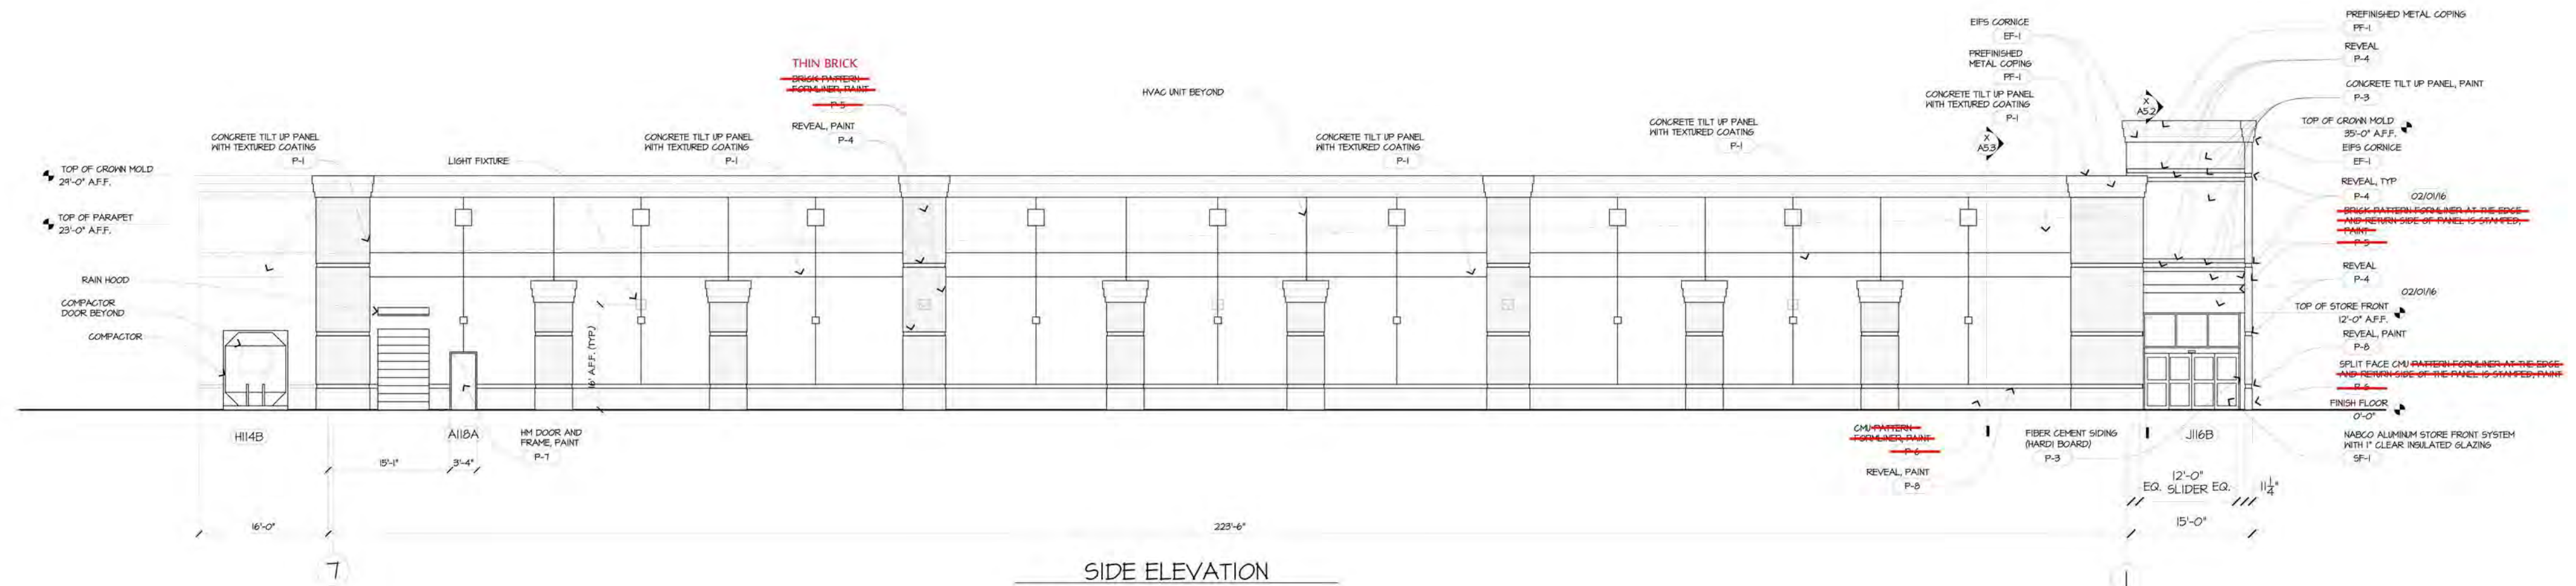 EIFS CORNICE
EF-1
PREFINISHED
METAL COPING
PF-1
CONCRETE TILT UP PANEL
WITH TEXTURED COATING
P-1
PREFINISHED METAL COPING
PF-1
REVEAL
P-4
CONCRETE TILT UP PANEL, PAINT
P-3
TOP OF CROWN MOLD
35'-0" A.F.F.
EIFS CORNICE
EF-1
REVEAL, TYP
P-4
02/01/16
BRICK PATTERN FORMLINER AT THE EDGE
AND RETURN SIDE OF PANEL IS STAMPED,
PAINT
P-5
REVEAL
P-4
02/01/16
TOP OF STORE FRONT
12'-0" A.F.F.
REVEAL, PAINT
P-8
SPLIT FACE CMU PATTERN FORMLINER AT THE EDGE
AND RETURN SIDE OF THE PANEL IS STAMPED, PAINT
P-6
FINISH FLOOR
0'-0"
NABCO ALUMINUM STORE FRONT SYSTEM
WITH 1" CLEAR INSULATED GLAZING
SF-1
X
A5.2
X
A5.3
THIN BRICK
BRICK PATTERN
FORMLINER, PAINT
P-5
REVEAL, PAINT
P-4
HVAC UNIT BEYOND
CONCRETE TILT UP PANEL
WITH TEXTURED COATING
P-1
LIGHT FIXTURE
CONCRETE TILT UP PANEL
WITH TEXTURED COATING
P-1
CONCRETE TILT UP PANEL
WITH TEXTURED COATING
P-1
CONCRETE TILT UP PANEL
WITH TEXTURED COATING
P-1
TOP OF CROWN MOLD
29'-0" A.F.F.
TOP OF PARAPET
23'-0" A.F.F.
RAIN HOOD
COMPACTOR
DOOR BEYOND
COMPACTOR
16' A.F.F. (TYP.)
H114B
A118A
HM DOOR AND
FRAME, PAINT
P-7
CMU PATTERN
FORMLINER, PAINT
P-6
REVEAL, PAINT
P-8
FIBER CEMENT SIDING
(HARDI BOARD)
P-3
J116B
15'-1"
3'-4"
12'-0"
EQ. SLIDER EQ.
11 1/4"
16'-0"
223'-6"
15'-0"
7
1
SIDE ELEVATION